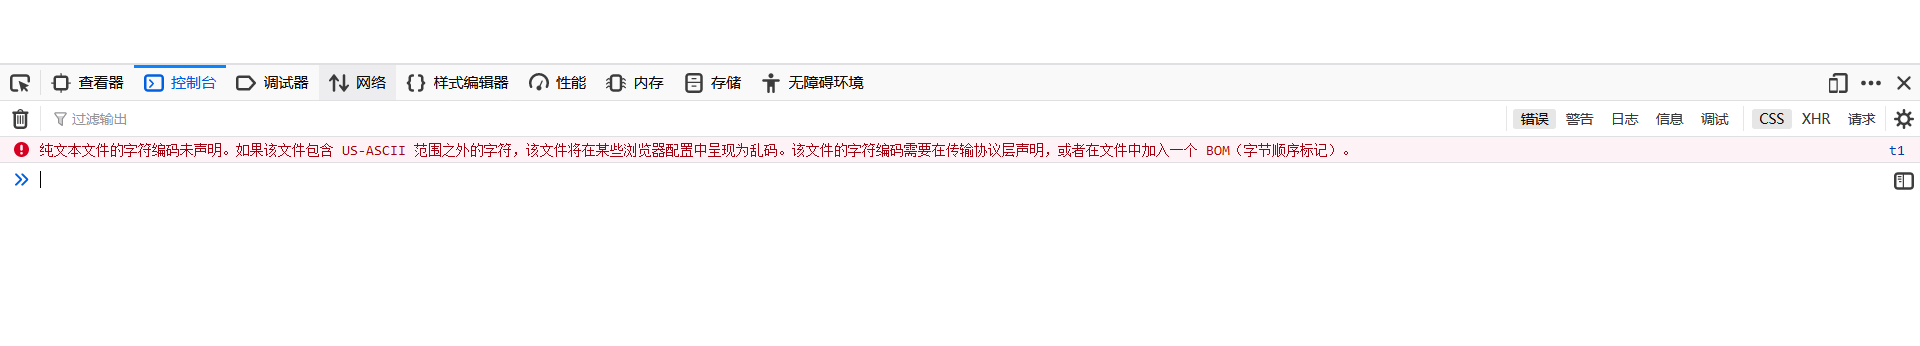 查看器 控制台 调试器 网络 样式编辑器 性能 内存 存储 无障碍环境
过滤输出 错误 警告 日志 信息 调试 CSS XHR 请求
纯文本文件的字符编码未声明。如果该文件包含 US-ASCII 范围之外的字符，该文件将在某些浏览器配置中呈现为乱码。该文件的字符编码需要在传输协议层声明，或者在文件中加入一个 BOM（字节顺序标记）。 t1